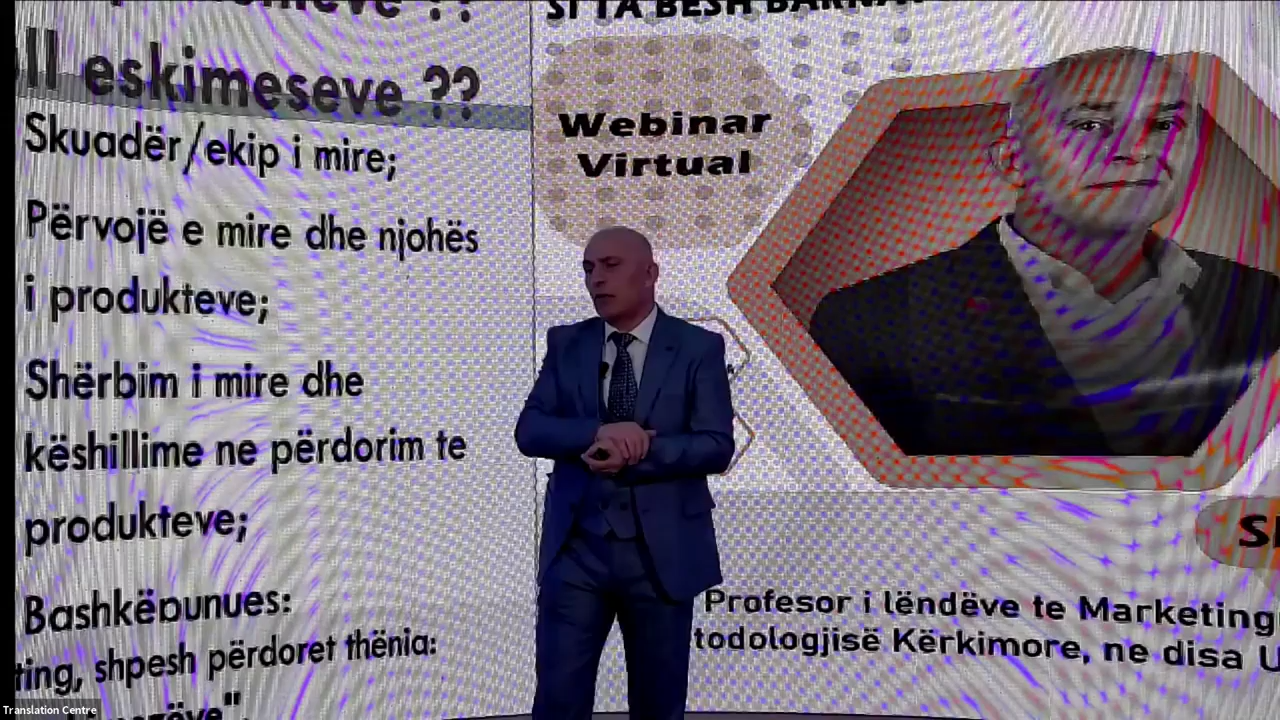 ll eskimeseve ??
Skuadër/ekip i mire;
Përvojë e mire dhe njohës
i produkteve;
Shërbim i mire dhe
këshillime ne përdorim te
produkteve;
Bashkëpunues:
ting, shpesh përdoret thënia:
SI TA BESH
Webinar
Virtual
Profesor i lëndëve te Marketing
todologjisë Kërkimore, ne disa U
Translation Centre